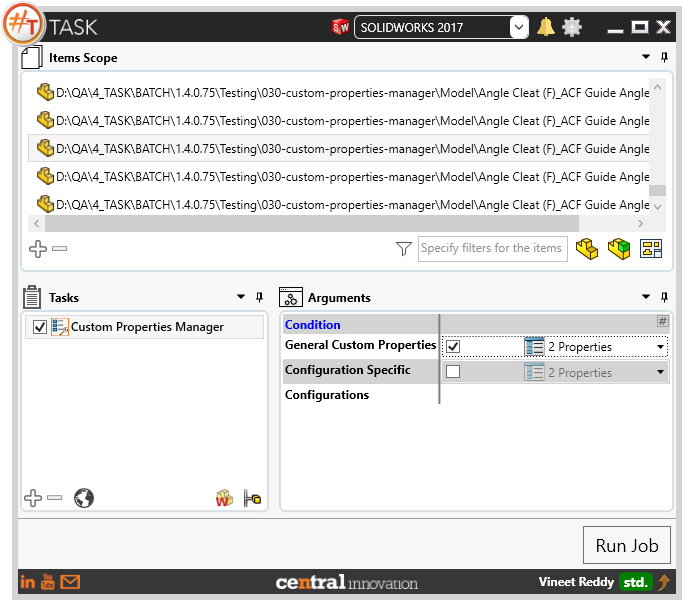 #T TASK
SW SOLIDWORKS 2017
Items Scope
D:\QA\4_TASK\BATCH\1.4.0.75\Testing\030-custom-properties-manager\Model\Angle Cleat (F)_ACF Guide Angle
D:\QA\4_TASK\BATCH\1.4.0.75\Testing\030-custom-properties-manager\Model\Angle Cleat (F)_ACF Guide Angle
D:\QA\4_TASK\BATCH\1.4.0.75\Testing\030-custom-properties-manager\Model\Angle Cleat (F)_ACF Guide Angle
D:\QA\4_TASK\BATCH\1.4.0.75\Testing\030-custom-properties-manager\Model\Angle Cleat (F)_ACF Guide Angle
D:\QA\4_TASK\BATCH\1.4.0.75\Testing\030-custom-properties-manager\Model\Angle Cleat (F)_ACF Guide Angle
Specify filters for the items
Tasks
Custom Properties Manager
W
Arguments
Condition #
General Custom Properties 2 Properties
Configuration Specific 2 Properties
Configurations
Run Job
in You Tube central innovation Vineet Reddy std.